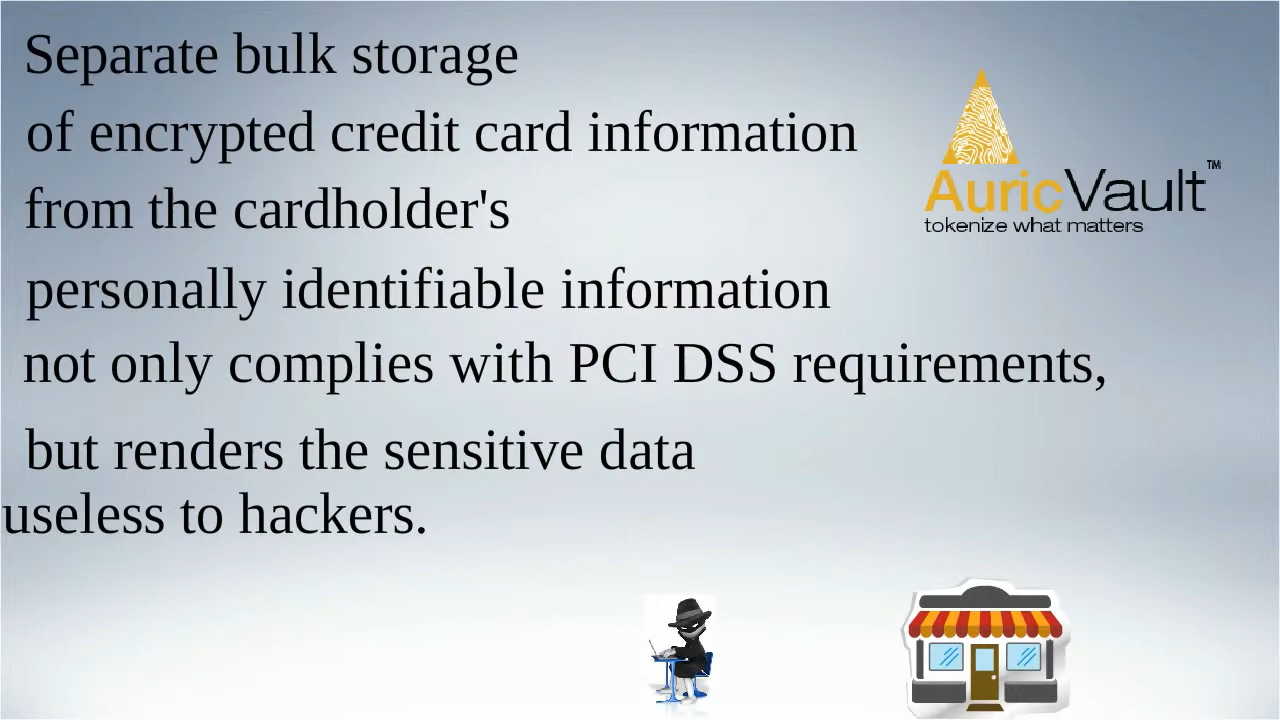 Separate bulk storage
of encrypted credit card information
from the cardholder's
personally identifiable information
not only complies with PCI DSS requirements,
but renders the sensitive data
useless to hackers.
AuricVault™
tokenize what matters